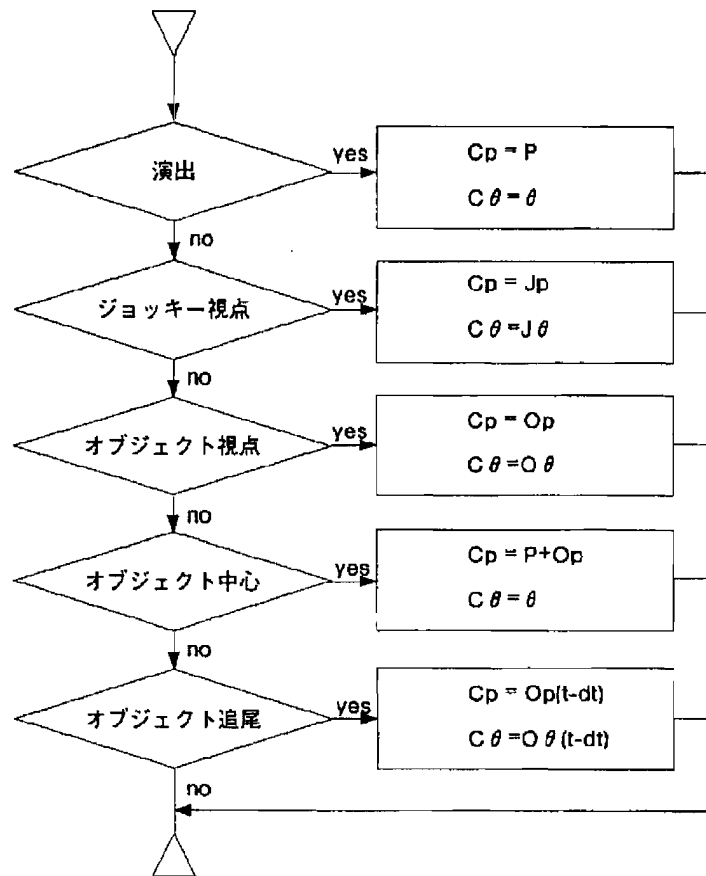 演出
yes
Cp = P
Cθ = θ
no
ジョッキー視点
yes
Cp = Jp
Cθ=Jθ
no
オブジェクト視点
yes
Cp = Op
Cθ=Oθ
no
オブジェクト中心
yes
Cp = P+Op
Cθ = θ
no
オブジェクト追尾
yes
Cp = Op(t-dt)
Cθ=Oθ(t-dt)
no